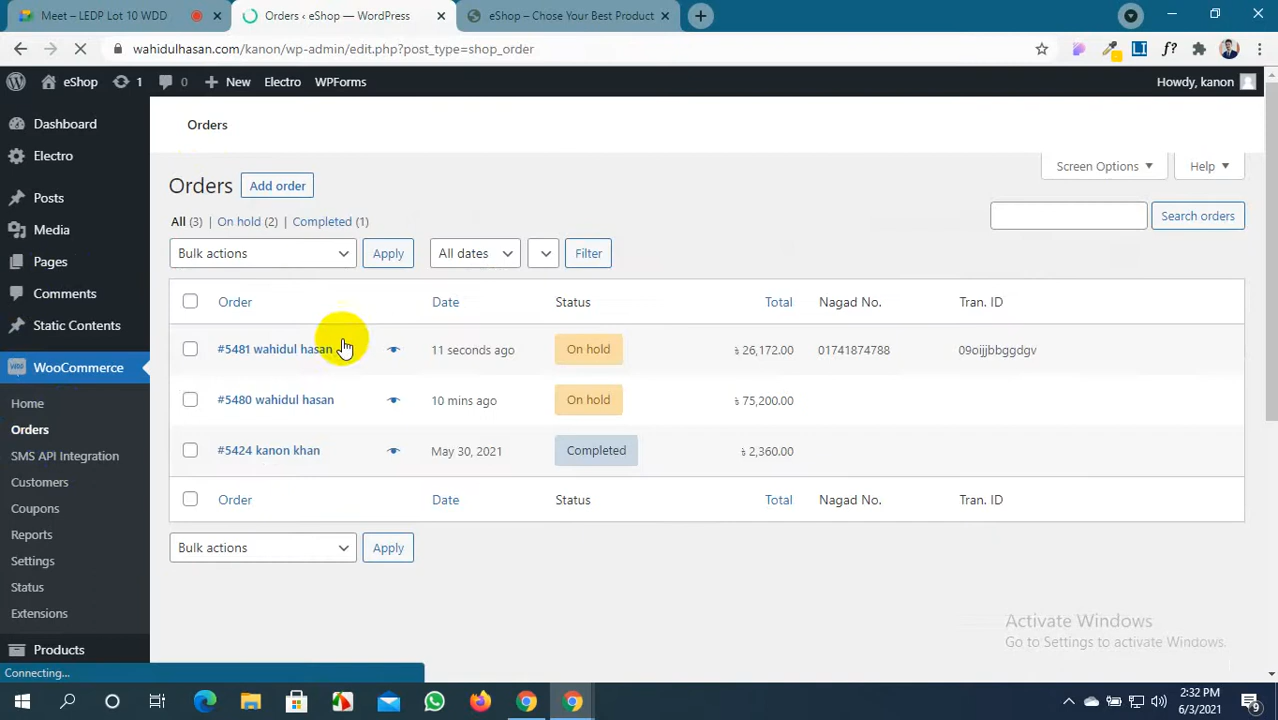 Meet – LEDP Lot 10 WDD
Orders ‹ eShop — WordPress
eShop – Chose Your Best Product
wahidulhasan.com/kanon/wp-admin/edit.php?post_type=shop_order
eShop 1 0 New Electro WPForms Howdy, kanon
Dashboard
Electro
Posts
Media
Pages
Comments
Static Contents
WooCommerce
Home
Orders
SMS API Integration
Customers
Coupons
Reports
Settings
Status
Extensions
Products
Connecting...
Orders
Screen Options Help
Orders Add order
All (3) | On hold (2) | Completed (1)
Search orders
Bulk actions Apply All dates Filter
Order Date Status Total Nagad No. Tran. ID
#5481 wahidul hasan 11 seconds ago On hold ৳ 26,172.00 01741874788 09oijjbbggdgv
#5480 wahidul hasan 10 mins ago On hold ৳ 75,200.00
#5424 kanon khan May 30, 2021 Completed ৳ 2,360.00
Order Date Status Total Nagad No. Tran. ID
Bulk actions Apply
Activate Windows
Go to Settings to activate Windows.
2:32 PM
6/3/2021
9